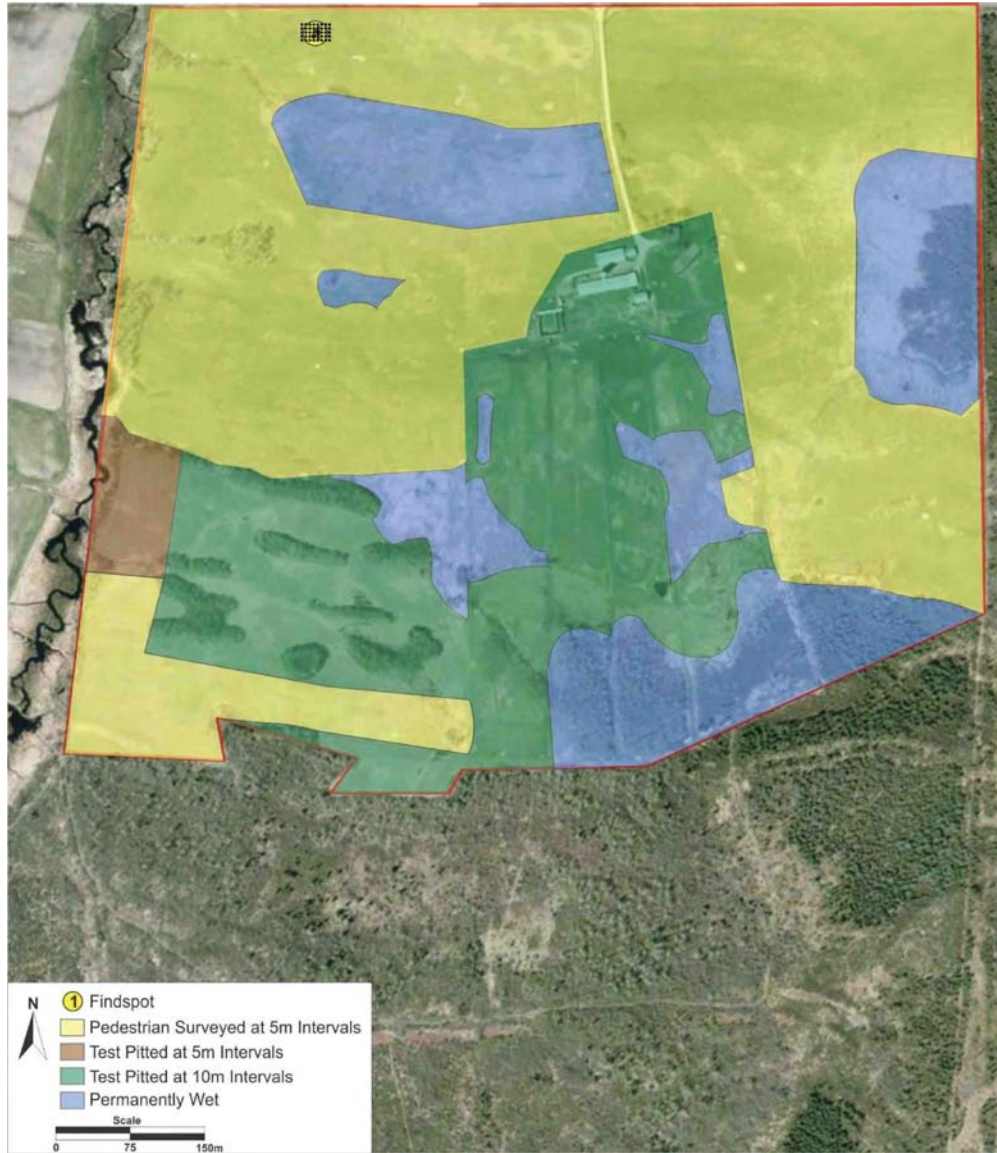 N
1 Findspot
Pedestrian Surveyed at 5m Intervals
Test Pitted at 5m Intervals
Test Pitted at 10m Intervals
Permanently Wet
Scale
0 75 150m